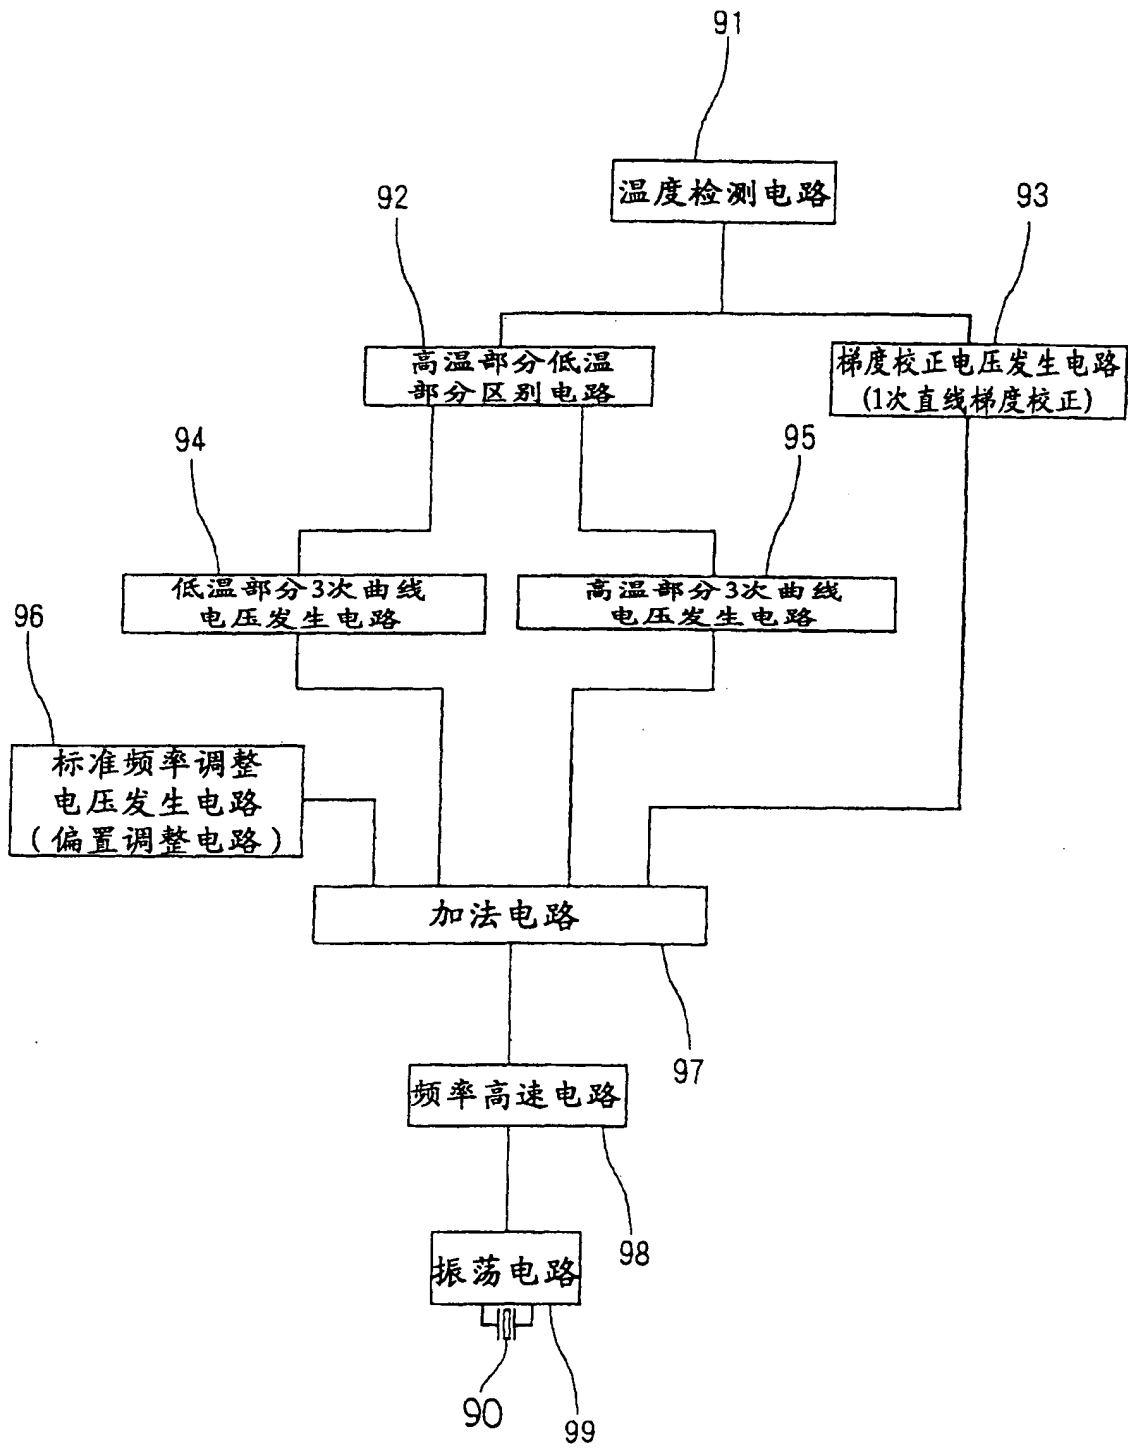 91
温度检测电路
92
93
高温部分低温
部分区别电路
梯度校正电压发生电路
(1次直线梯度校正)
94
95
低温部分3次曲线
电压发生电路
高温部分3次曲线
电压发生电路
96
标准频率调整
电压发生电路
(偏置调整电路)
加法电路
97
频率高速电路
98
振荡电路
90
99